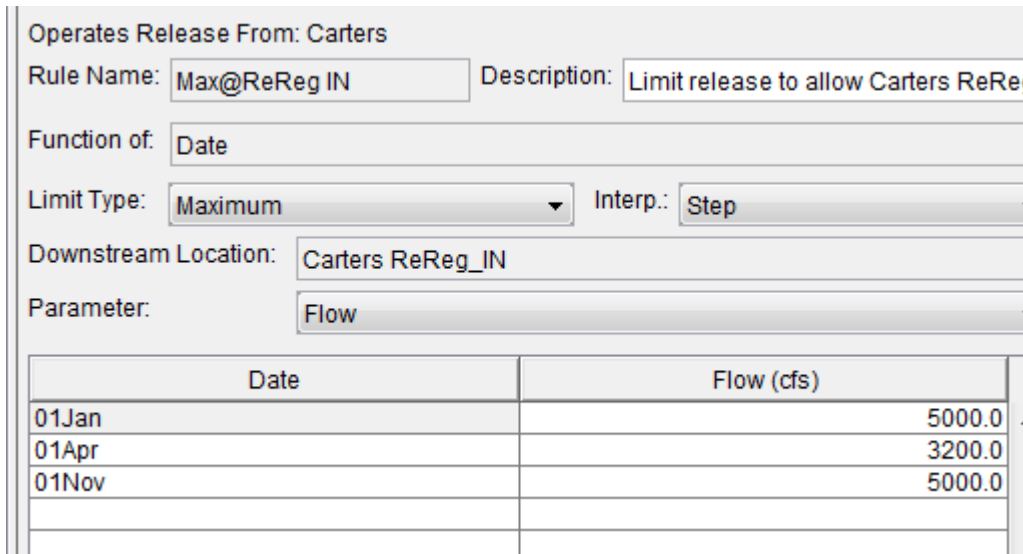 Operates Release From: Carters
Rule Name: Max@ReReg IN Description: Limit release to allow Carters ReReg
Function of: Date
Limit Type: Maximum Interp.: Step
Downstream Location: Carters ReReg_IN
Parameter: Flow
Date Flow (cfs)
01Jan 5000.0
01Apr 3200.0
01Nov 5000.0